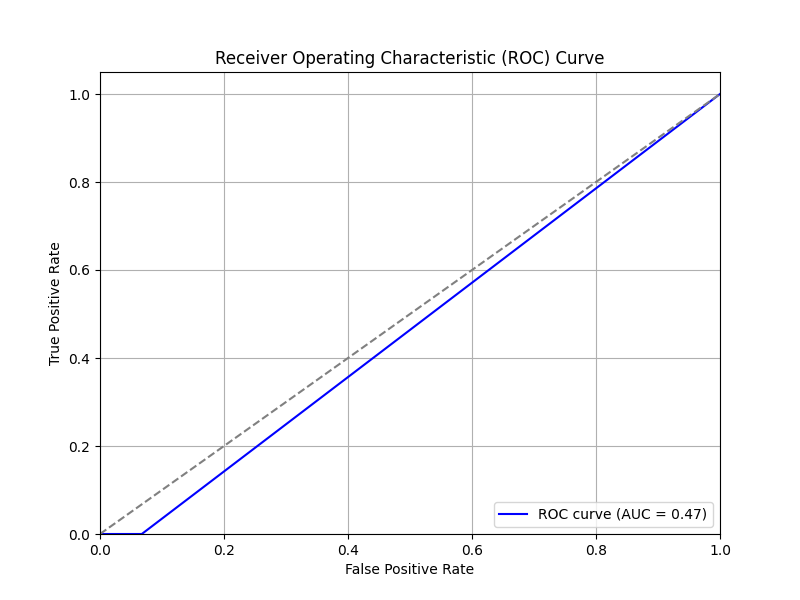 Receiver Operating Characteristic (ROC) Curve
1.0
0.8
0.6
0.4
0.2
0.0
True Positive Rate
ROC curve (AUC = 0.47)
0.0 0.2 0.4 0.6 0.8 1.0
False Positive Rate